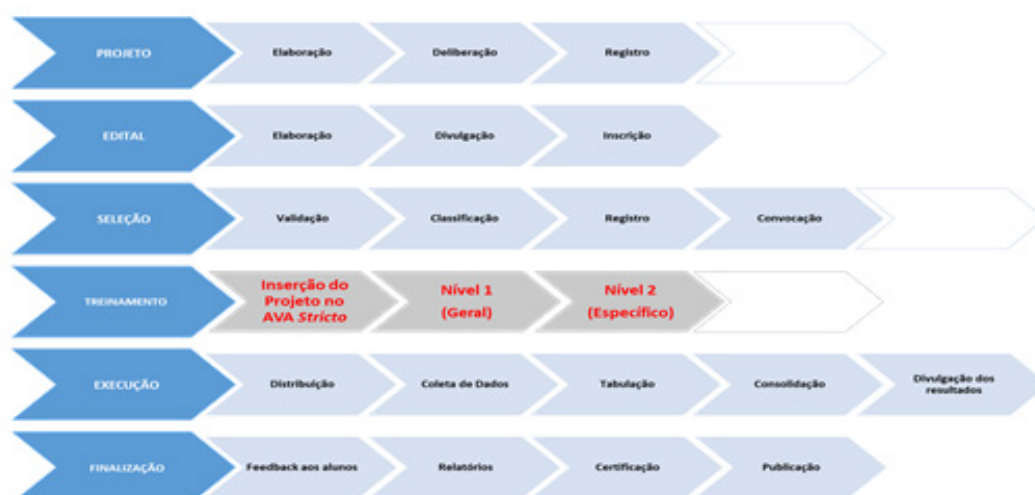 PROJETO
Elaboração
Deliberação
Registro
EDITAL
Elaboração
Divulgação
Inscrição
SELEÇÃO
Validação
Classificação
Registro
Convocação
TREINAMENTO
Inserção do
Projeto no
AVA Stricto
Nível 1
(Geral)
Nível 2
(Específico)
EXECUÇÃO
Distribuição
Coleta de Dados
Tabulação
Consolidação
Divulgação dos
resultados
FINALIZAÇÃO
Feedback aos alunos
Relatórios
Certificação
Publicação